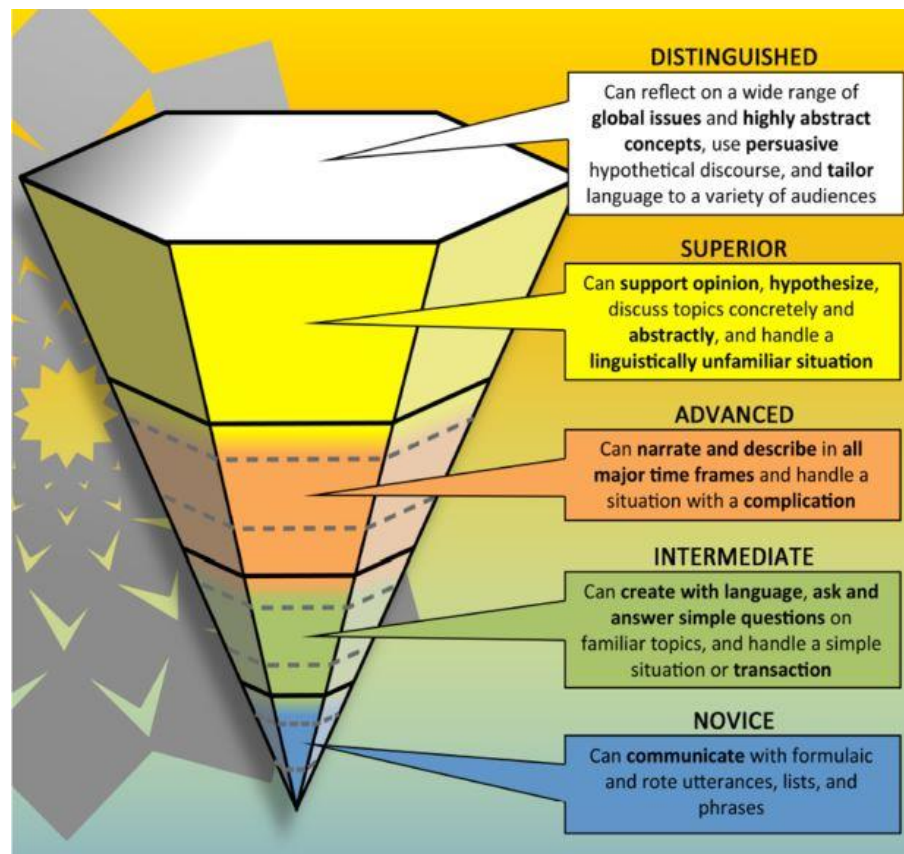 DISTINGUISHED
Can reflect on a wide range of
global issues and highly abstract
concepts, use persuasive
hypothetical discourse, and tailor
language to a variety of audiences
SUPERIOR
Can support opinion, hypothesize,
discuss topics concretely and
abstractly, and handle a
linguistically unfamiliar situation
ADVANCED
Can narrate and describe in all
major time frames and handle a
situation with a complication
INTERMEDIATE
Can create with language, ask and
answer simple questions on
familiar topics, and handle a simple
situation or transaction
NOVICE
Can communicate with formulaic
and rote utterances, lists, and
phrases